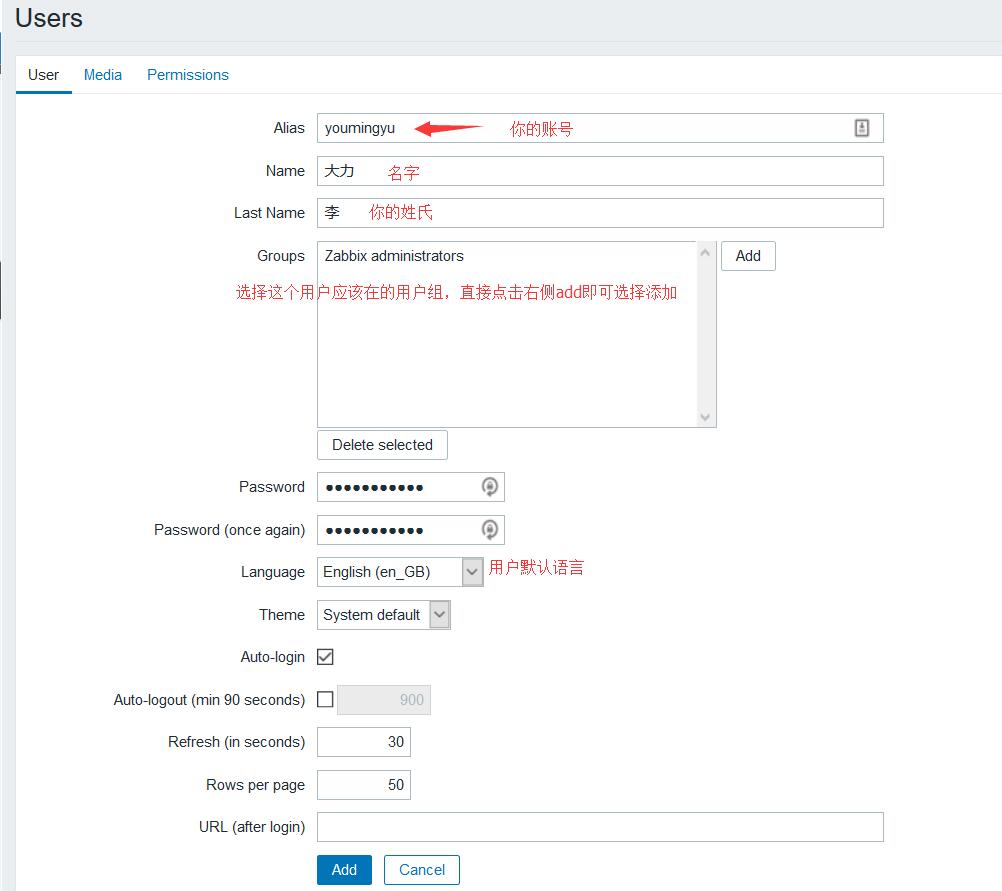 Users
User Media Permissions
Alias youmingyu 你的账号
Name 大力 名字
Last Name 李 你的姓氏
Groups Zabbix administrators Add
选择这个用户应该在的用户组，直接点击右侧add即可选择添加
Delete selected
Password ●●●●●●●●●●●
Password (once again) ●●●●●●●●●●●
Language English (en_GB) 用户默认语言
Theme System default
Auto-login
Auto-logout (min 90 seconds) 900
Refresh (in seconds) 30
Rows per page 50
URL (after login)
Add Cancel